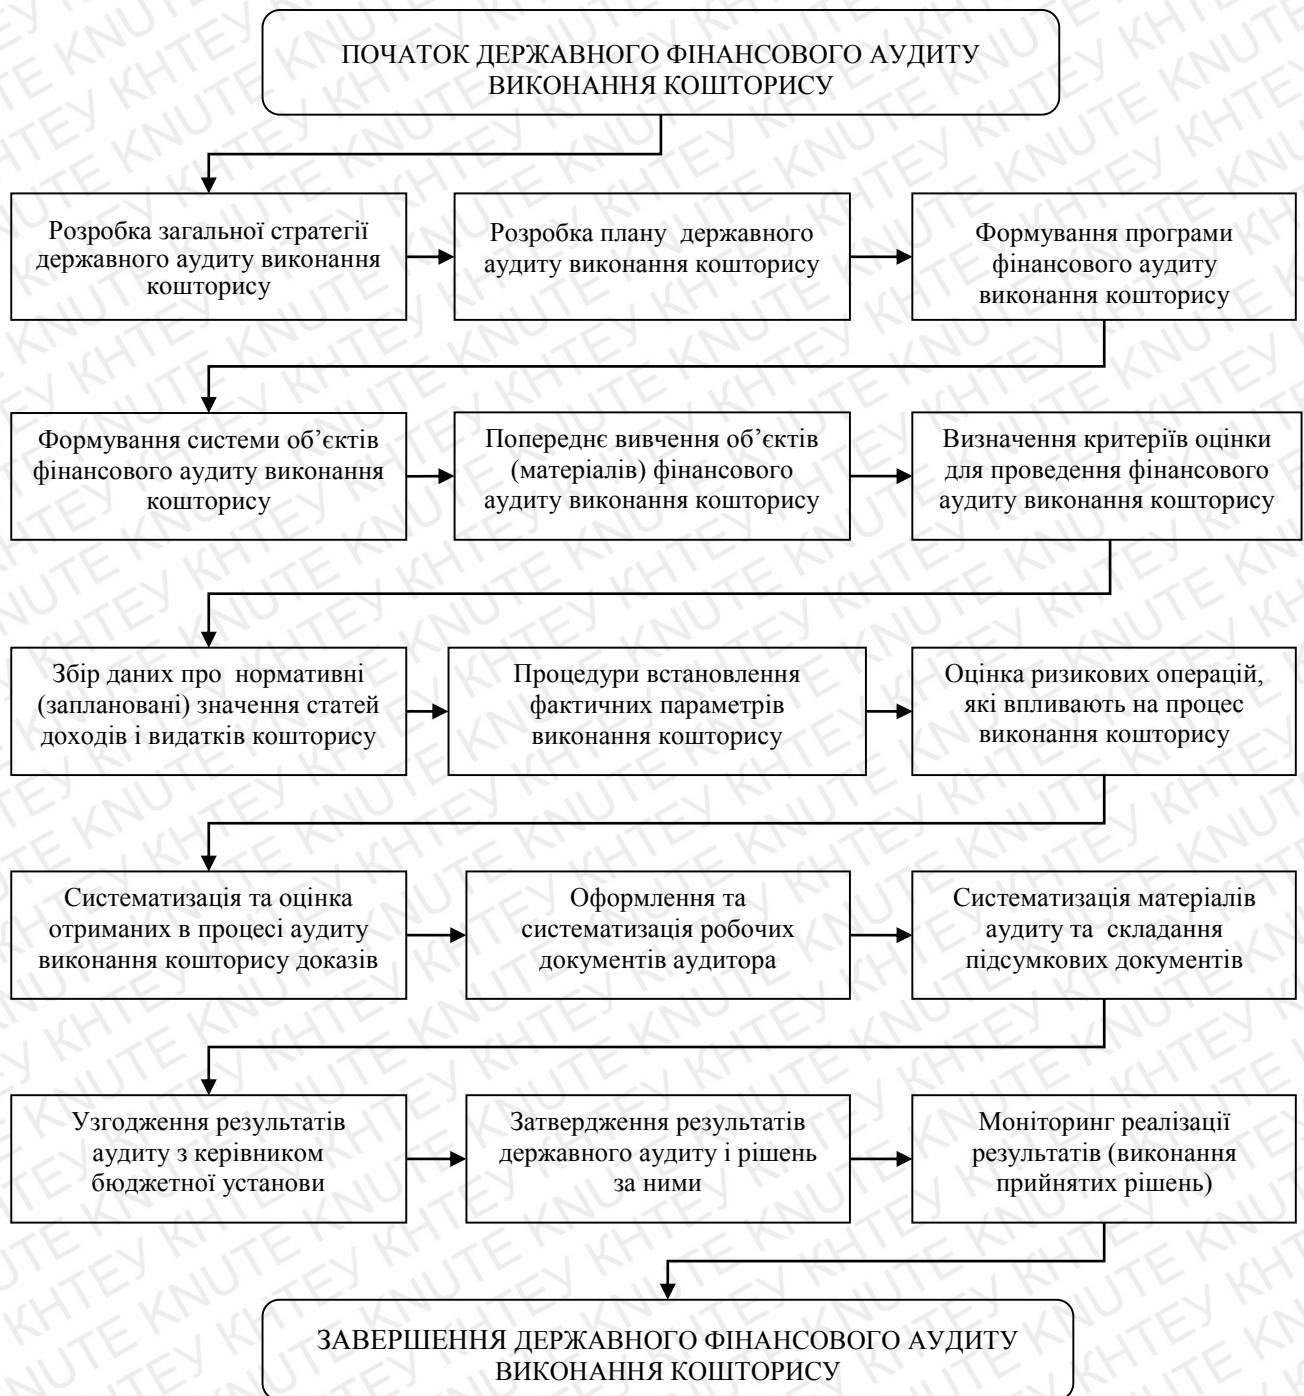 ПОЧАТОК ДЕРЖАВНОГО ФІНАНСОВОГО АУДИТУ
ВИКОНАННЯ КОШТОРИСУ
Розробка загальної стратегії
державного аудиту виконання
кошторису
Розробка плану державного
аудиту виконання кошторису
Формування програми
фінансового аудиту
виконання кошторису
Формування системи об’єктів
фінансового аудиту виконання
кошторису
Попереднє вивчення об’єктів
(матеріалів) фінансового
аудиту виконання кошторису
Визначення критеріїв оцінки
для проведення фінансового
аудиту виконання кошторису
Збір даних про нормативні
(заплановані) значення статей
доходів і видатків кошторису
Процедури встановлення
фактичних параметрів
виконання кошторису
Оцінка ризикових операцій,
які впливають на процес
виконання кошторису
Систематизація та оцінка
отриманих в процесі аудиту
виконання кошторису доказів
Оформлення та
систематизація робочих
документів аудитора
Систематизація матеріалів
аудиту та складання
підсумкових документів
Узгодження результатів
аудиту з керівником
бюджетної установи
Затвердження результатів
державного аудиту і рішень
за ними
Моніторинг реалізації
результатів (виконання
прийнятих рішень)
ЗАВЕРШЕННЯ ДЕРЖАВНОГО ФІНАНСОВОГО АУДИТУ
ВИКОНАННЯ КОШТОРИСУ